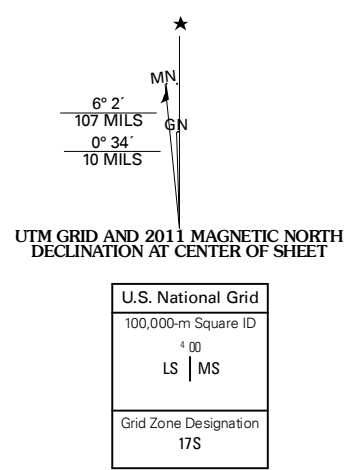 ★
MN
6° 2´
107 MILS
GN
0° 34´
10 MILS
UTM GRID AND 2011 MAGNETIC NORTH
DECLINATION AT CENTER OF SHEET
U.S. National Grid
100,000-m Square ID
4 00
LS | MS
Grid Zone Designation
17S